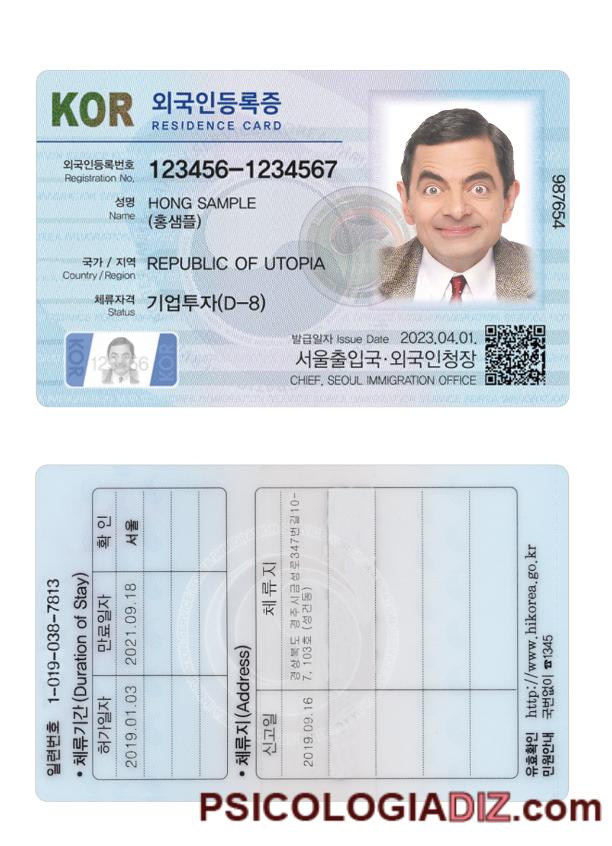 KOR 외국인등록증
RESIDENCE CARD
외국인등록번호 123456-1234567
Registration No.
성명 HONG SAMPLE
Name (홍샘플)
국가 / 지역 REPUBLIC OF UTOPIA
Country / Region
체류자격 기업투자(D-8)
Status
987654
KOR 123456 KOR
발급일자 Issue Date 2023.04.01.
서울출입국·외국인청장
CHIEF, SEOUL IMMIGRATION OFFICE
일련번호 1-019-038-7813
• 체류기간(Duration of Stay)
허가일자 만료일자 확 인
2019.01.03 2021.09.18 서울
• 체류지(Address)
신고일 체 류 지
2019.09.16 경상북도 경주시금성로347번길10-
7, 103호 (성건동)
유효확인 http://www.hikorea.go.kr
민원안내 국번없이 ☎1345
PSICOLOGIADIZ.com